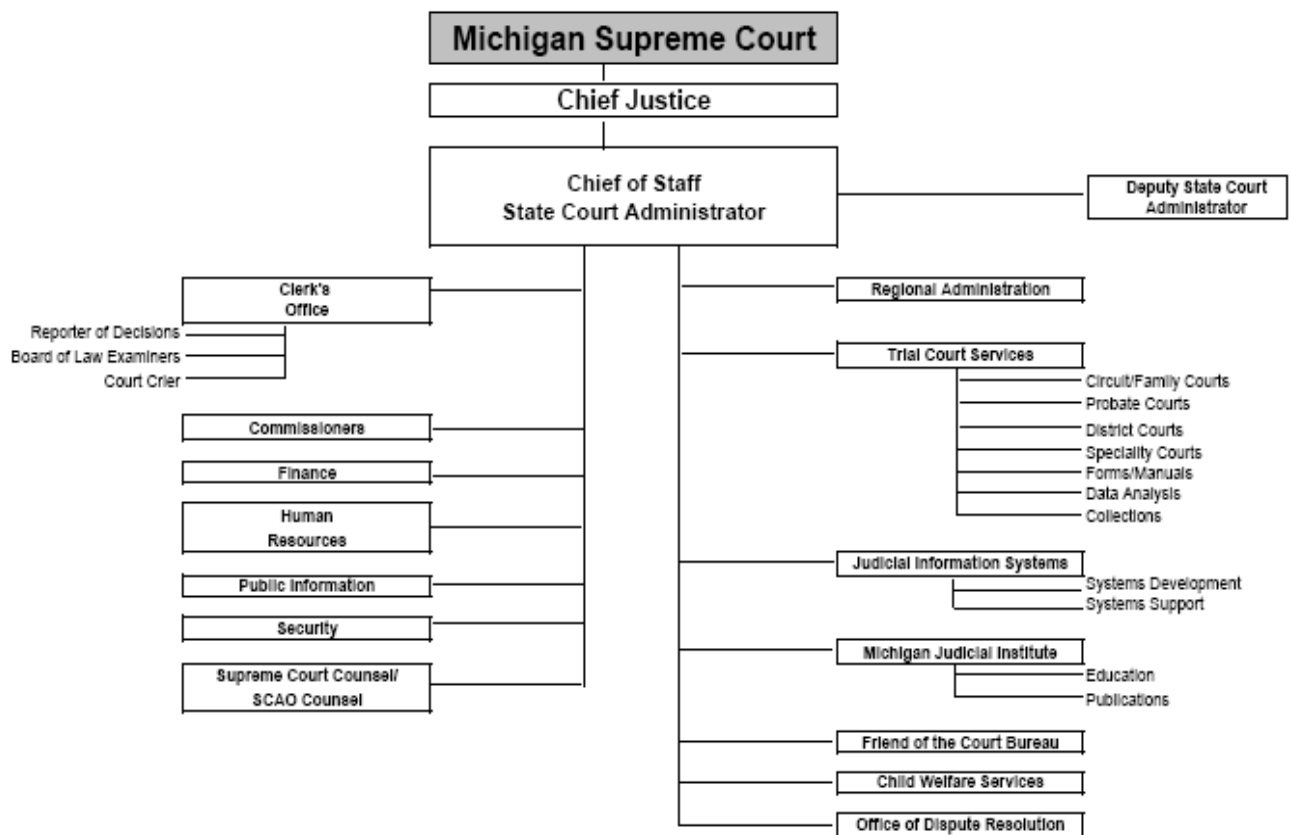 Michigan Supreme Court
Chief Justice
Chief of Staff
State Court Administrator
Deputy State Court
Administrator
Clerk's
Office
Reporter of Decisions
Board of Law Examiners
Court Crier
Commissioners
Finance
Human
Resources
Public Information
Security
Supreme Court Counsel/
SCAO Counsel
Regional Administration
Trial Court Services
Circuit/Family Courts
Probate Courts
District Courts
Speciality Courts
Forms/Manuals
Data Analysis
Collections
Judicial Information Systems
Systems Development
Systems Support
Michigan Judicial Institute
Education
Publications
Friend of the Court Bureau
Child Welfare Services
Office of Dispute Resolution